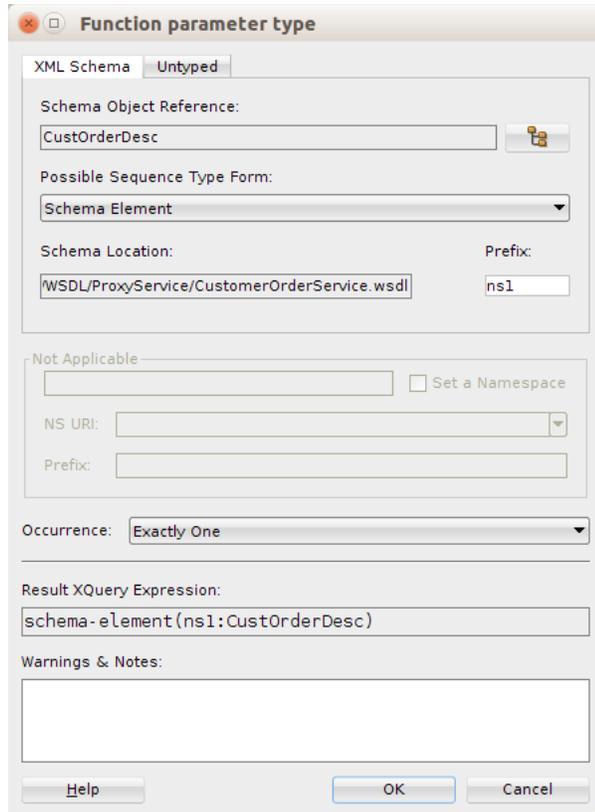 Function parameter type
XML Schema Untyped
Schema Object Reference:
CustOrderDesc
Possible Sequence Type Form:
Schema Element
Schema Location: Prefix:
WSDL/ProxyService/CustomerOrderService.wsdl ns1
Not Applicable
Set a Namespace
NS URI:
Prefix:
Occurrence: Exactly One
Result XQuery Expression:
schema-element(ns1:CustOrderDesc)
Warnings & Notes:
Help OK Cancel